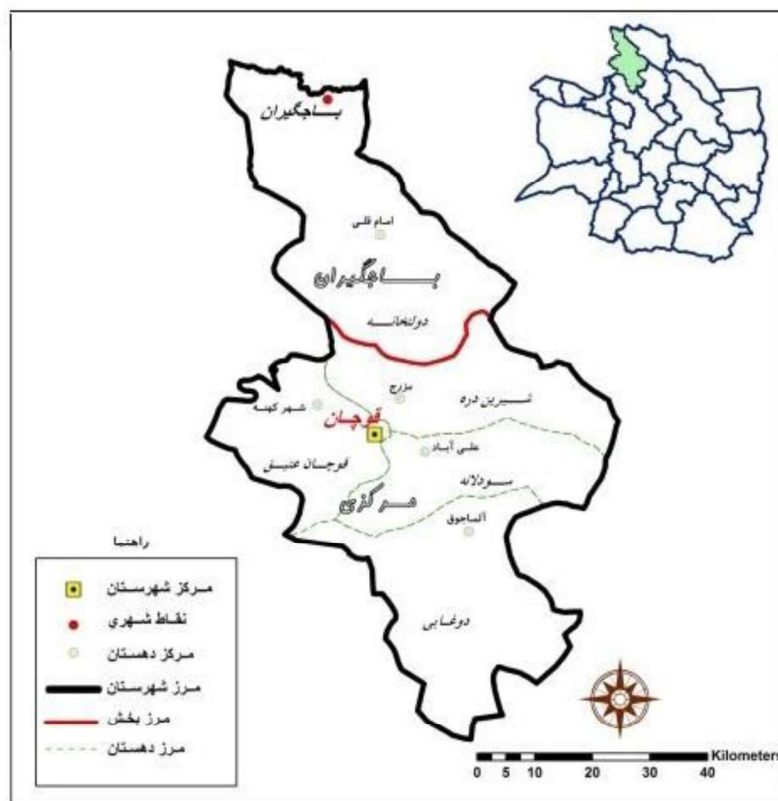 باجگیران
امام قلی
باجگیران
دولتخانه
مزرج
شیرین دره
شهر کهنه
قوچان
علی آباد
قوچان عتیق
سودلانه
مرکزی
آلماجوق
دوغایی
راهنما
مرکز شهرستان
نقاط شهری
مرکز دهستان
مرز شهرستان
مرز بخش
مرز دهستان
Kilometers
0 5 10 20 30 40